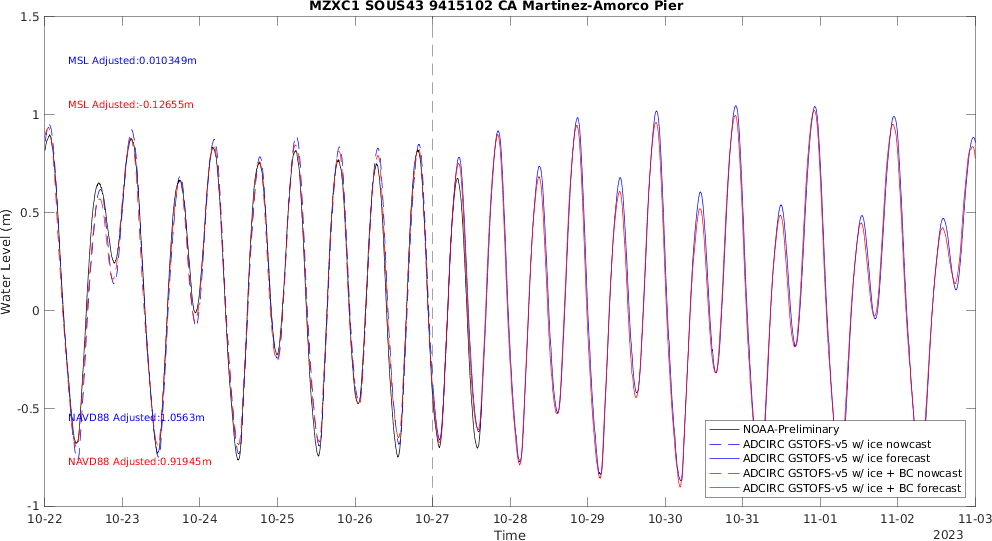 MZXC1 SOUS43 9415102 CA Martinez-Amorco Pier
1.5
MSL Adjusted:0.010349m
MSL Adjusted:-0.12655m
1
0.5
Water Level (m)
0
-0.5
NAVD88 Adjusted:1.0563m
NAVD88 Adjusted:0.91945m
NOAA-Preliminary
ADCIRC GSTOFS-v5 w/ ice nowcast
ADCIRC GSTOFS-v5 w/ ice forecast
ADCIRC GSTOFS-v5 w/ ice + BC nowcast
ADCIRC GSTOFS-v5 w/ ice + BC forecast
-1
10-22 10-23 10-24 10-25 10-26 10-27 10-28 10-29 10-30 10-31 11-01 11-02 11-03
Time
2023